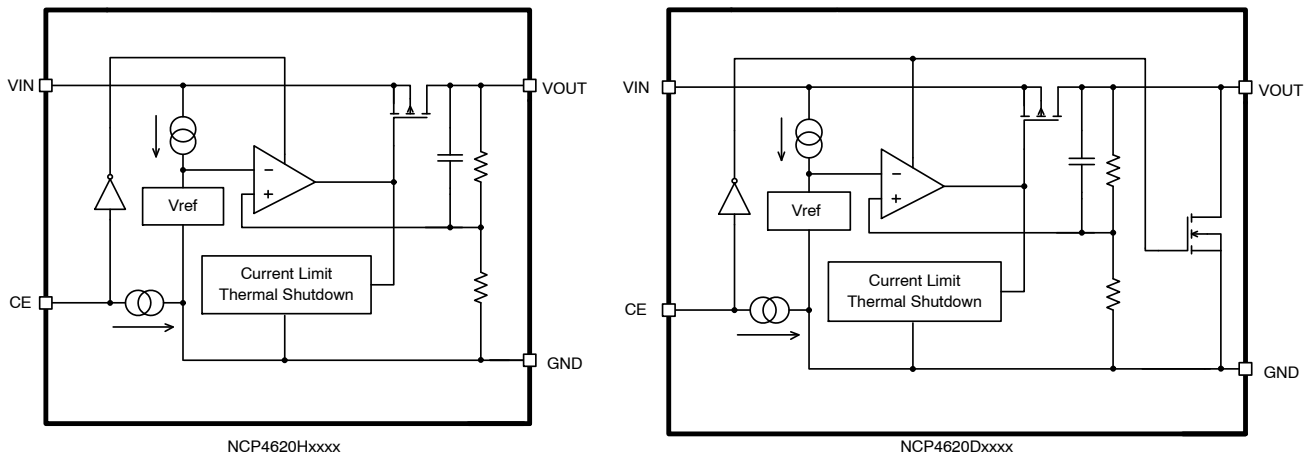 VIN
VOUT
−
+
Vref
Current Limit
Thermal Shutdown
CE
GND
NCP4620Hxxxx
VIN
VOUT
−
+
Vref
Current Limit
Thermal Shutdown
CE
GND
NCP4620Dxxxx